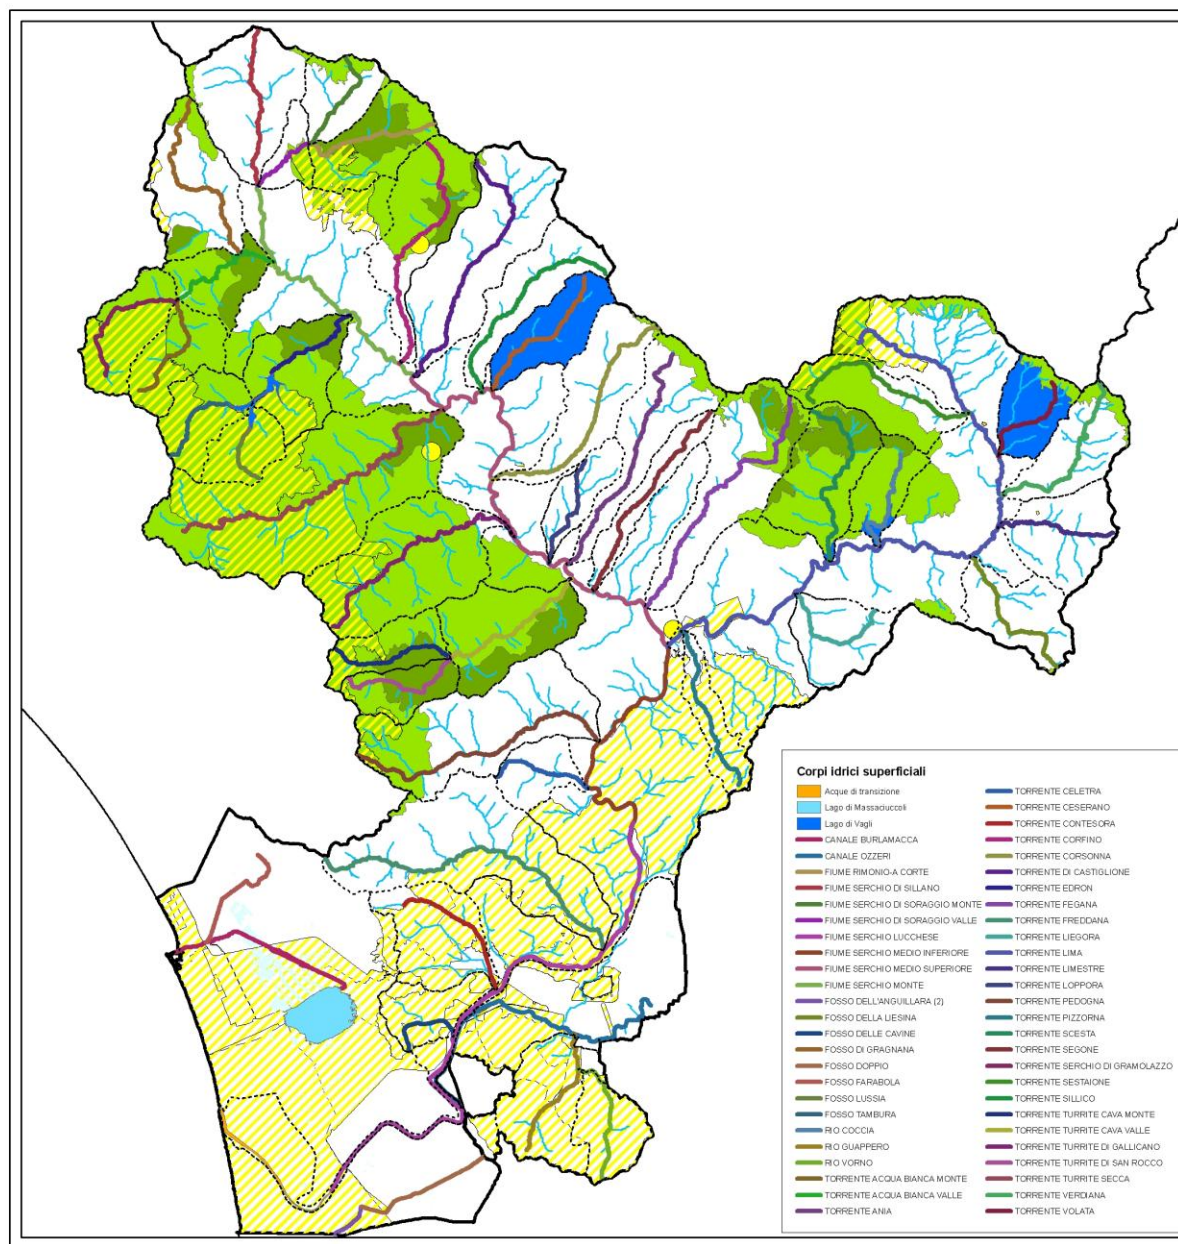 Corpi idrici superficiali
Acque di transizione
Lago di Massaciuccoli
Lago di Vagli
CANALE BURLAMACCA
CANALE OZZERI
FIUME RIMONIO-A CORTE
FIUME SERCHIO DI SILLANO
FIUME SERCHIO DI SORAGGIO MONTE
FIUME SERCHIO DI SORAGGIO VALLE
FIUME SERCHIO LUCCHESE
FIUME SERCHIO MEDIO INFERIORE
FIUME SERCHIO MEDIO SUPERIORE
FIUME SERCHIO MONTE
FOSSO DELL'ANGUILLARA (2)
FOSSO DELLA LIESINA
FOSSO DELLE CAVINE
FOSSO DI GRAGNANA
FOSSO DOPPIO
FOSSO FARABOLA
FOSSO LUSSIA
FOSSO TAMBURA
RIO COCCIA
RIO GUAPPERO
RIO VORNO
TORRENTE ACQUA BIANCA MONTE
TORRENTE ACQUA BIANCA VALLE
TORRENTE ANIA
TORRENTE CELETRA
TORRENTE CESERANO
TORRENTE CONTESORA
TORRENTE CORFINO
TORRENTE CORSONNA
TORRENTE DI CASTIGLIONE
TORRENTE EDRON
TORRENTE FEGANA
TORRENTE FREDDANA
TORRENTE LIEGORA
TORRENTE LIMA
TORRENTE LIMESTRE
TORRENTE LOPPORA
TORRENTE PEDOGNA
TORRENTE PIZZORNA
TORRENTE SCESTA
TORRENTE SEGONE
TORRENTE SERCHIO DI GRAMOLAZZO
TORRENTE SESTAIONE
TORRENTE SILLICO
TORRENTE TURRITE CAVA MONTE
TORRENTE TURRITE CAVA VALLE
TORRENTE TURRITE DI GALLICANO
TORRENTE TURRITE DI SAN ROCCO
TORRENTE TURRITE SECCA
TORRENTE VERDIANA
TORRENTE VOLATA